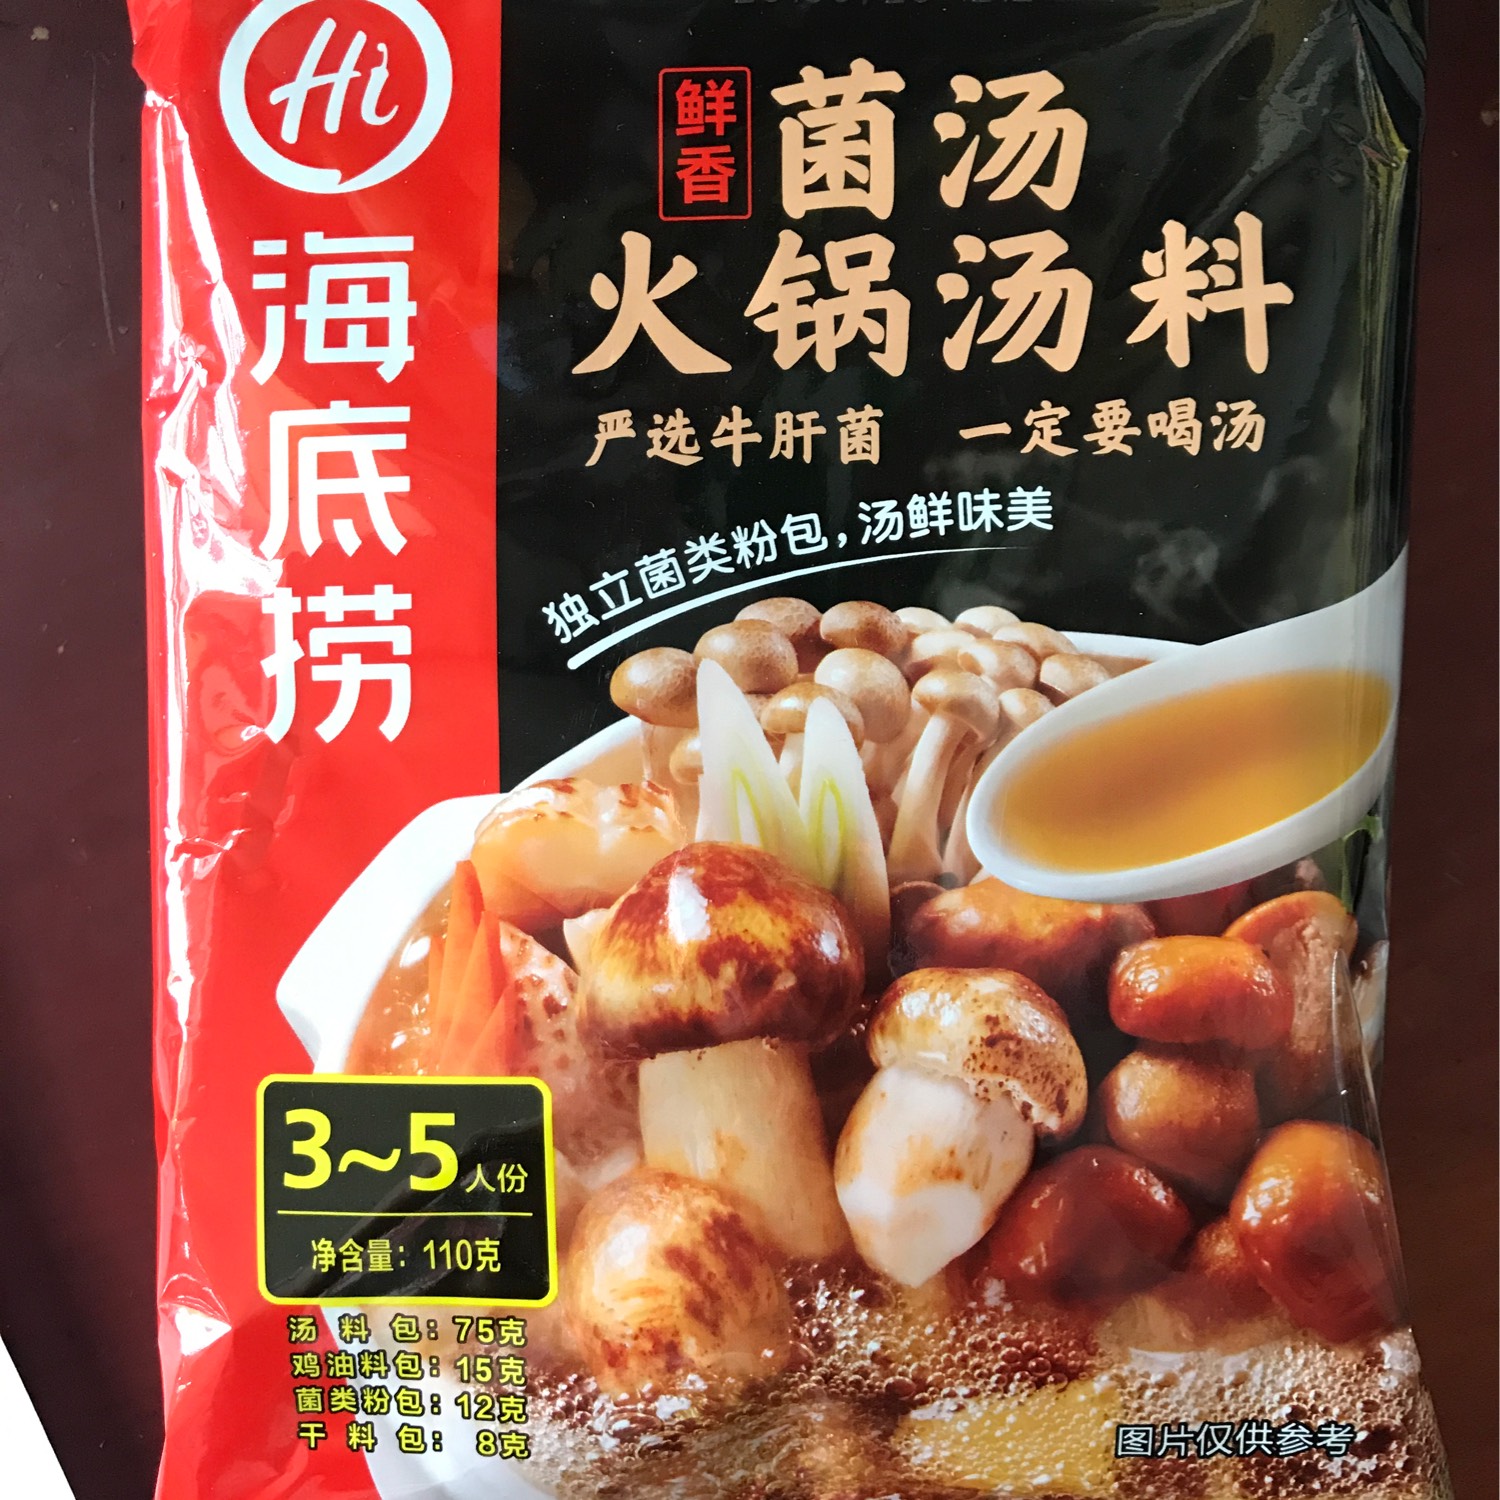 Hi
海底捞
鲜香
菌汤
火锅汤料
严选牛肝菌 一定要喝汤
独立菌类粉包,汤鲜味美
3~5人份
净含量：110克
汤料包：75克
鸡油料包：15克
菌类粉包：12克
干料包：8克
图片仅供参考